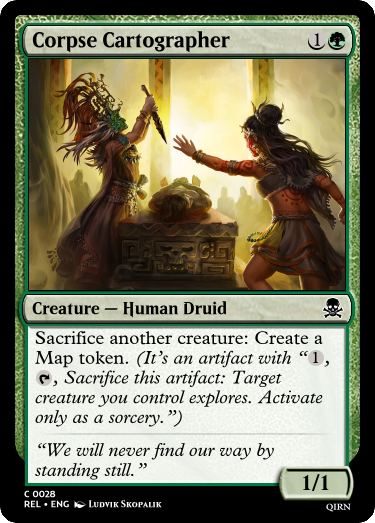 Corpse Cartographer 1
Creature — Human Druid
Sacrifice another creature: Create a
Map token. (It's an artifact with “1,
, Sacrifice this artifact: Target
creature you control explores. Activate
only as a sorcery.”)
“We will never find our way by
standing still.”
1/1
C 0028
REL • ENG Ludvik Skopalik
QIRN